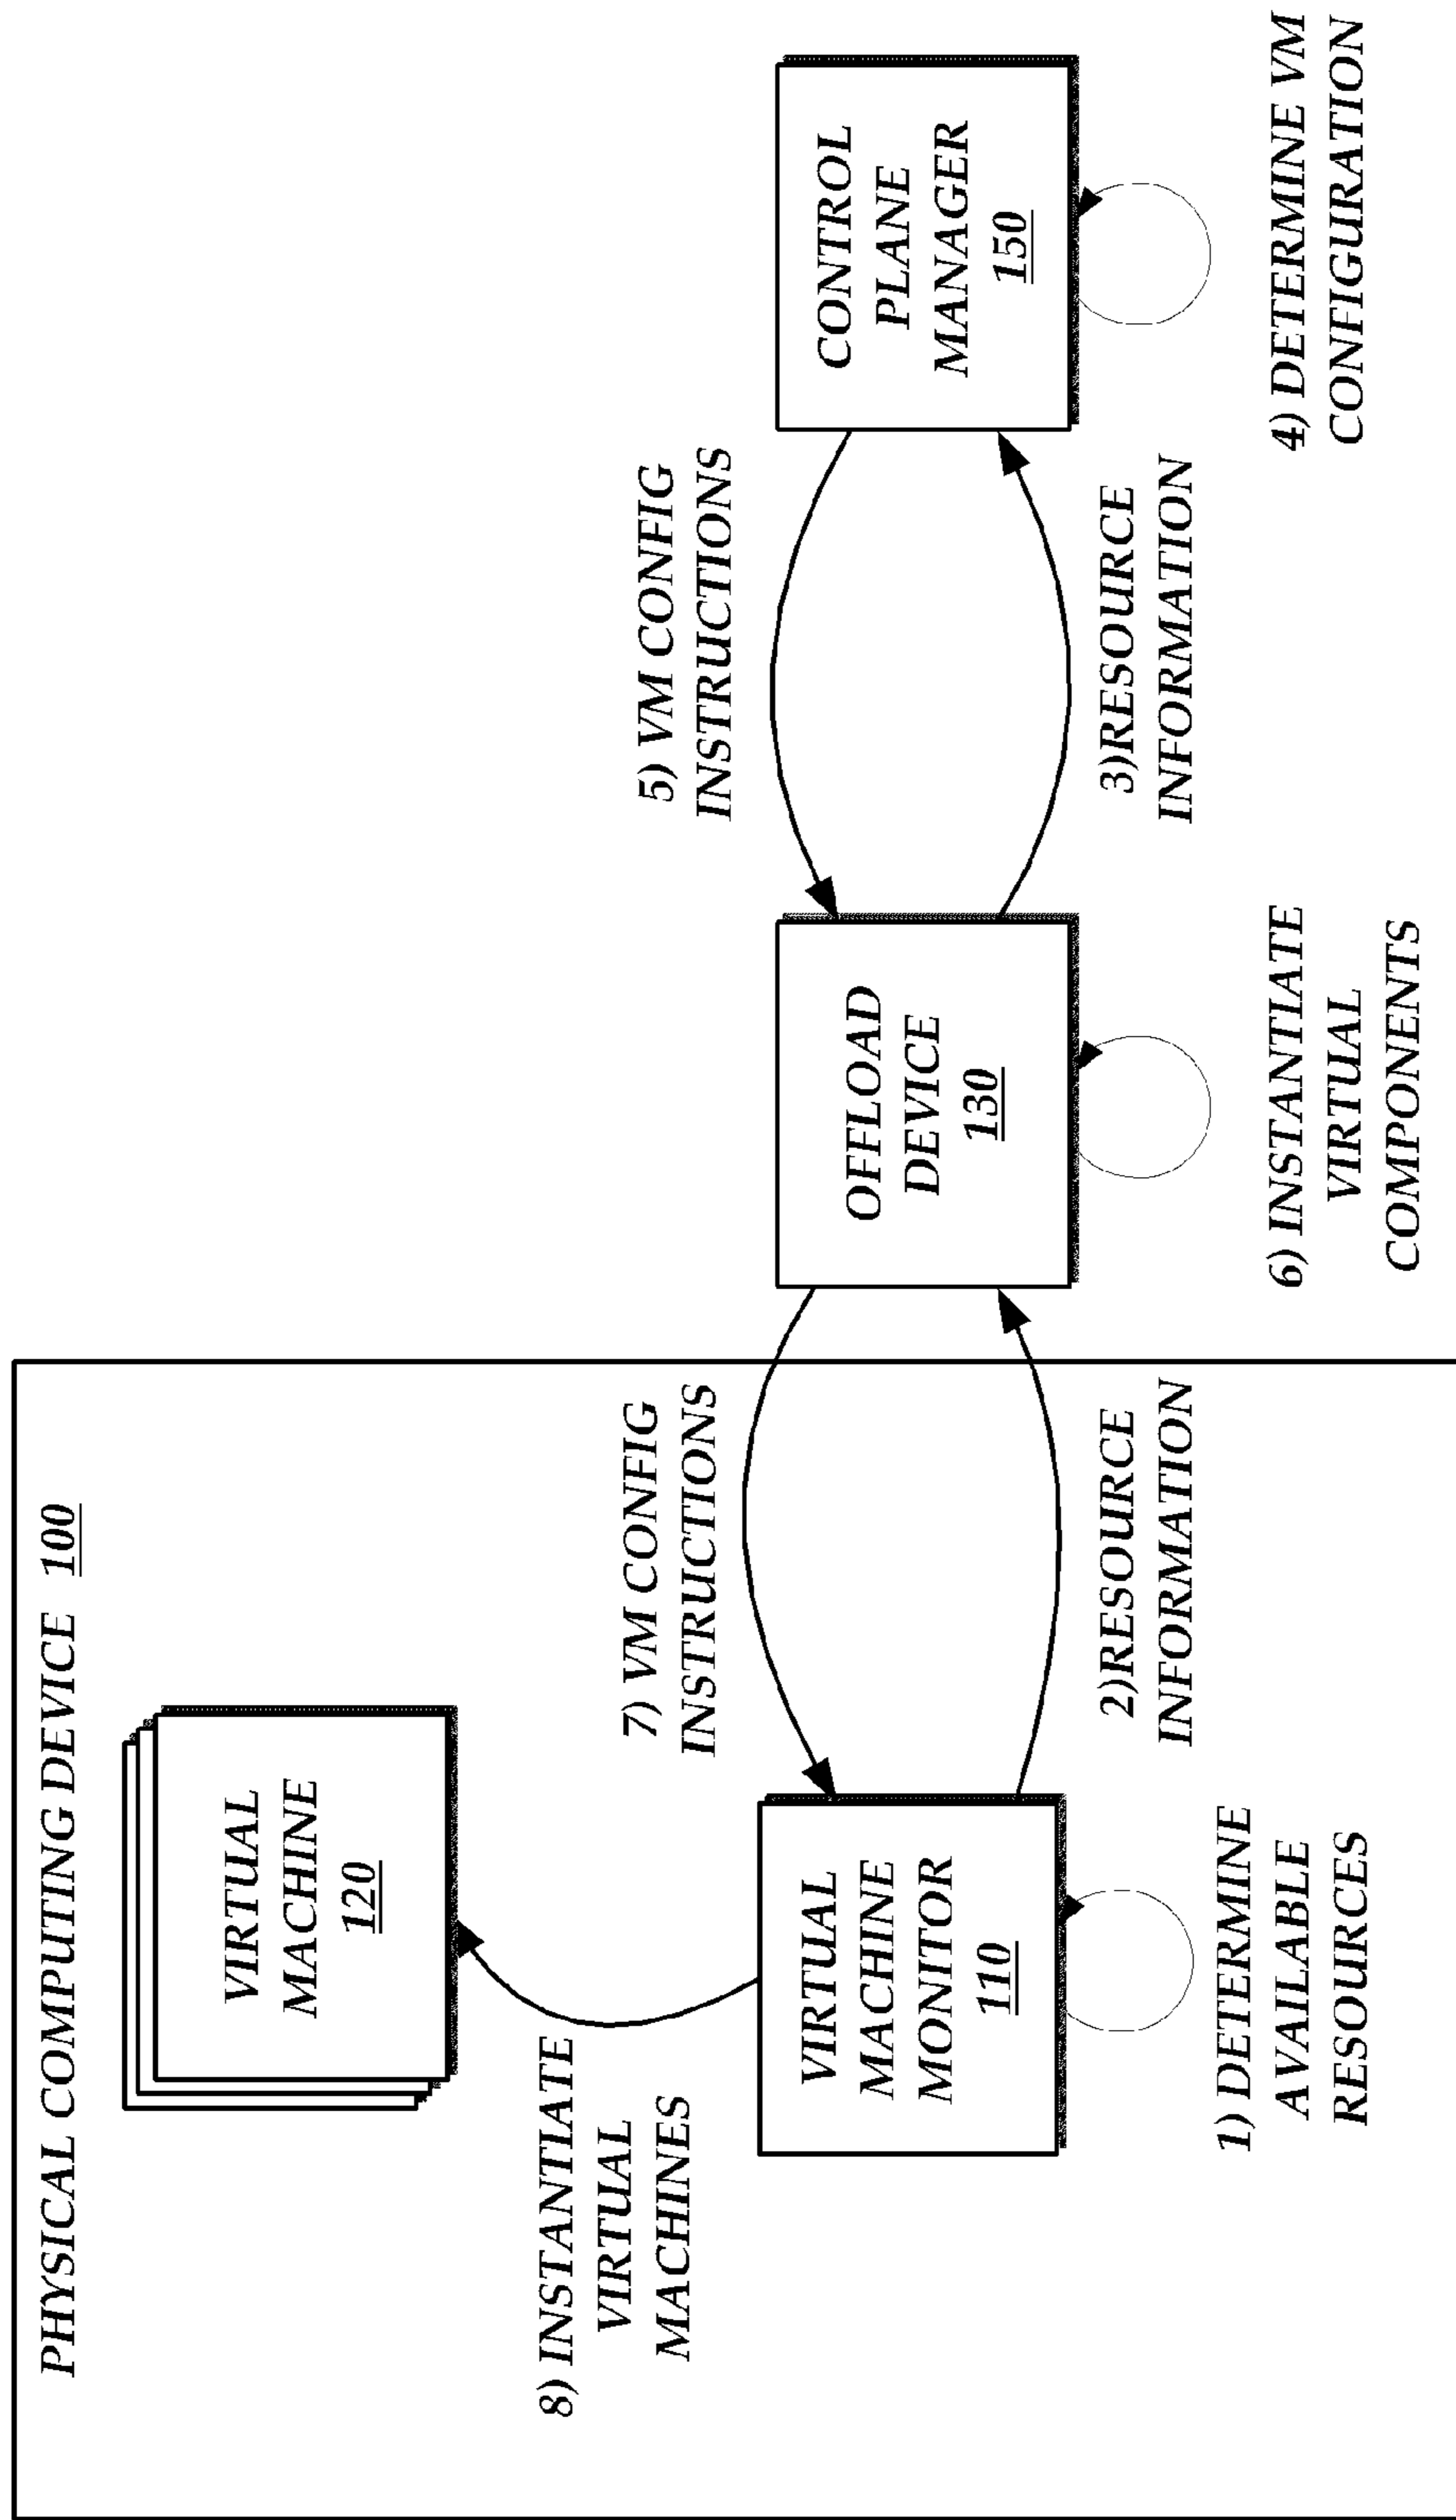 PHYSICAL COMPUTING DEVICE 100
VIRTUAL
MACHINE
120
8) INSTANTIATE
VIRTUAL
MACHINES
7) VM CONFIG
INSTRUCTIONS
5) VM CONFIG
INSTRUCTIONS
VIRTUAL
MACHINE
MONITOR
110
OFFLOAD
DEVICE
130
CONTROL
PLANE
MANAGER
150
2)RESOURCE
INFORMATION
3)RESOURCE
INFORMATION
1) DETERMINE
AVAILABLE
RESOURCES
6) INSTANTIATE
VIRTUAL
COMPONENTS
4) DETERMINE VM
CONFIGURATION